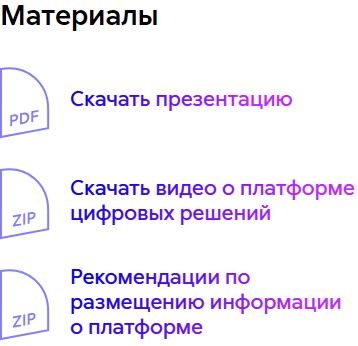 Материалы
PDF
Скачать презентацию
ZIP
Скачать видео о платформе
цифровых решений
ZIP
Рекомендации по
размещению информации
о платформе